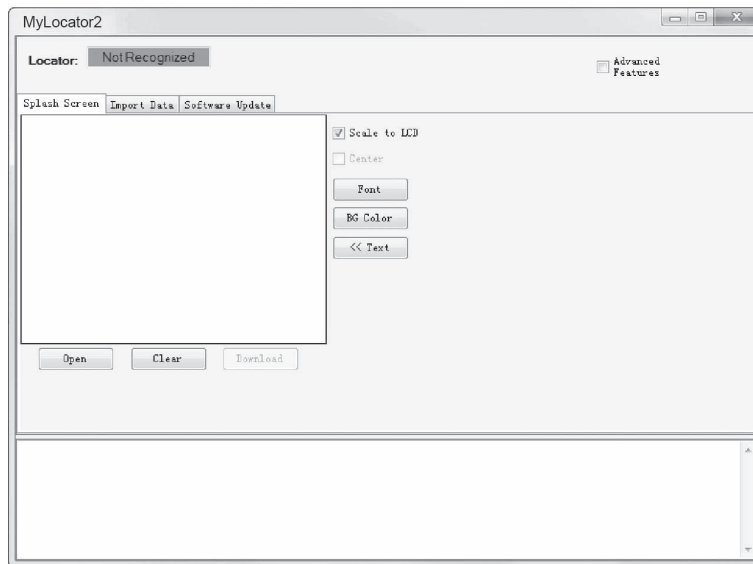 MyLocator2
Locator: Not Recognized
Advanced
Features
Splash Screen Import Data Software Update
Scale to LCD
Center
Font
BG Color
<< Text
Open Clear Download